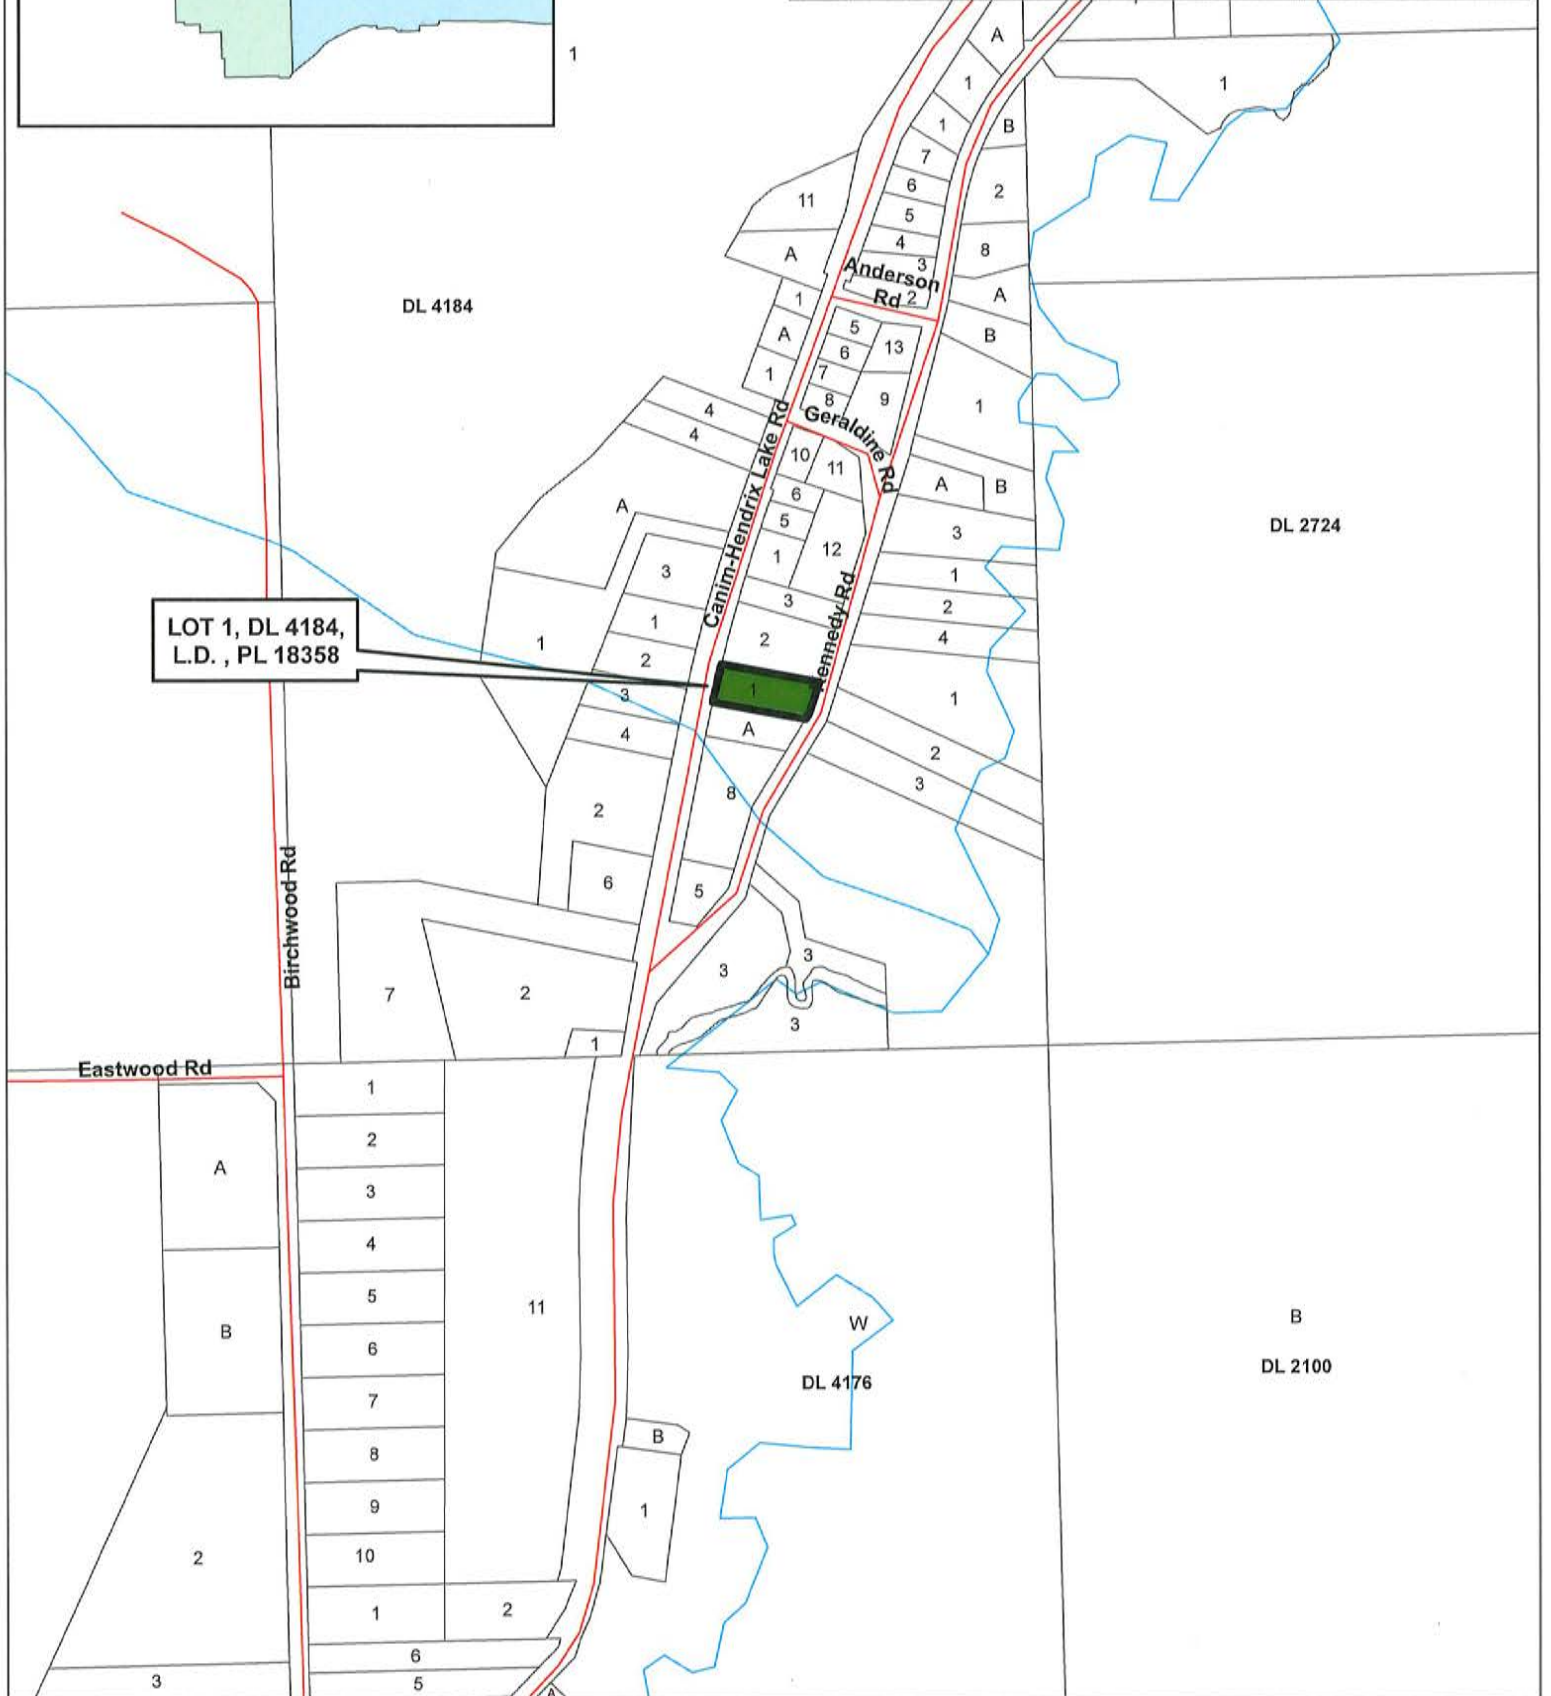 1
A
1
1
1
B
7
6
2
11
5
4
8
A
3
Anderson
Rd
2
A
1
DL 4184
5
B
A
13
6
1
7
9
8
1
4
Geraldine Rd
4
Canim-Hendrix Lake Rd
10
11
A
B
6
A
5
3
DL 2724
12
1
3
1
3
2
Kennedy Rd
1
2
4
LOT 1, DL 4184,
L.D. , PL 18358
1
2
1
3
1
4
A
2
3
8
2
6
5
Birchwood Rd
3
3
7
2
3
1
Eastwood Rd
1
2
A
3
4
5
11
B
W
B
6
DL 4176
DL 2100
7
B
8
9
1
10
2
1
2
6
3
5
A